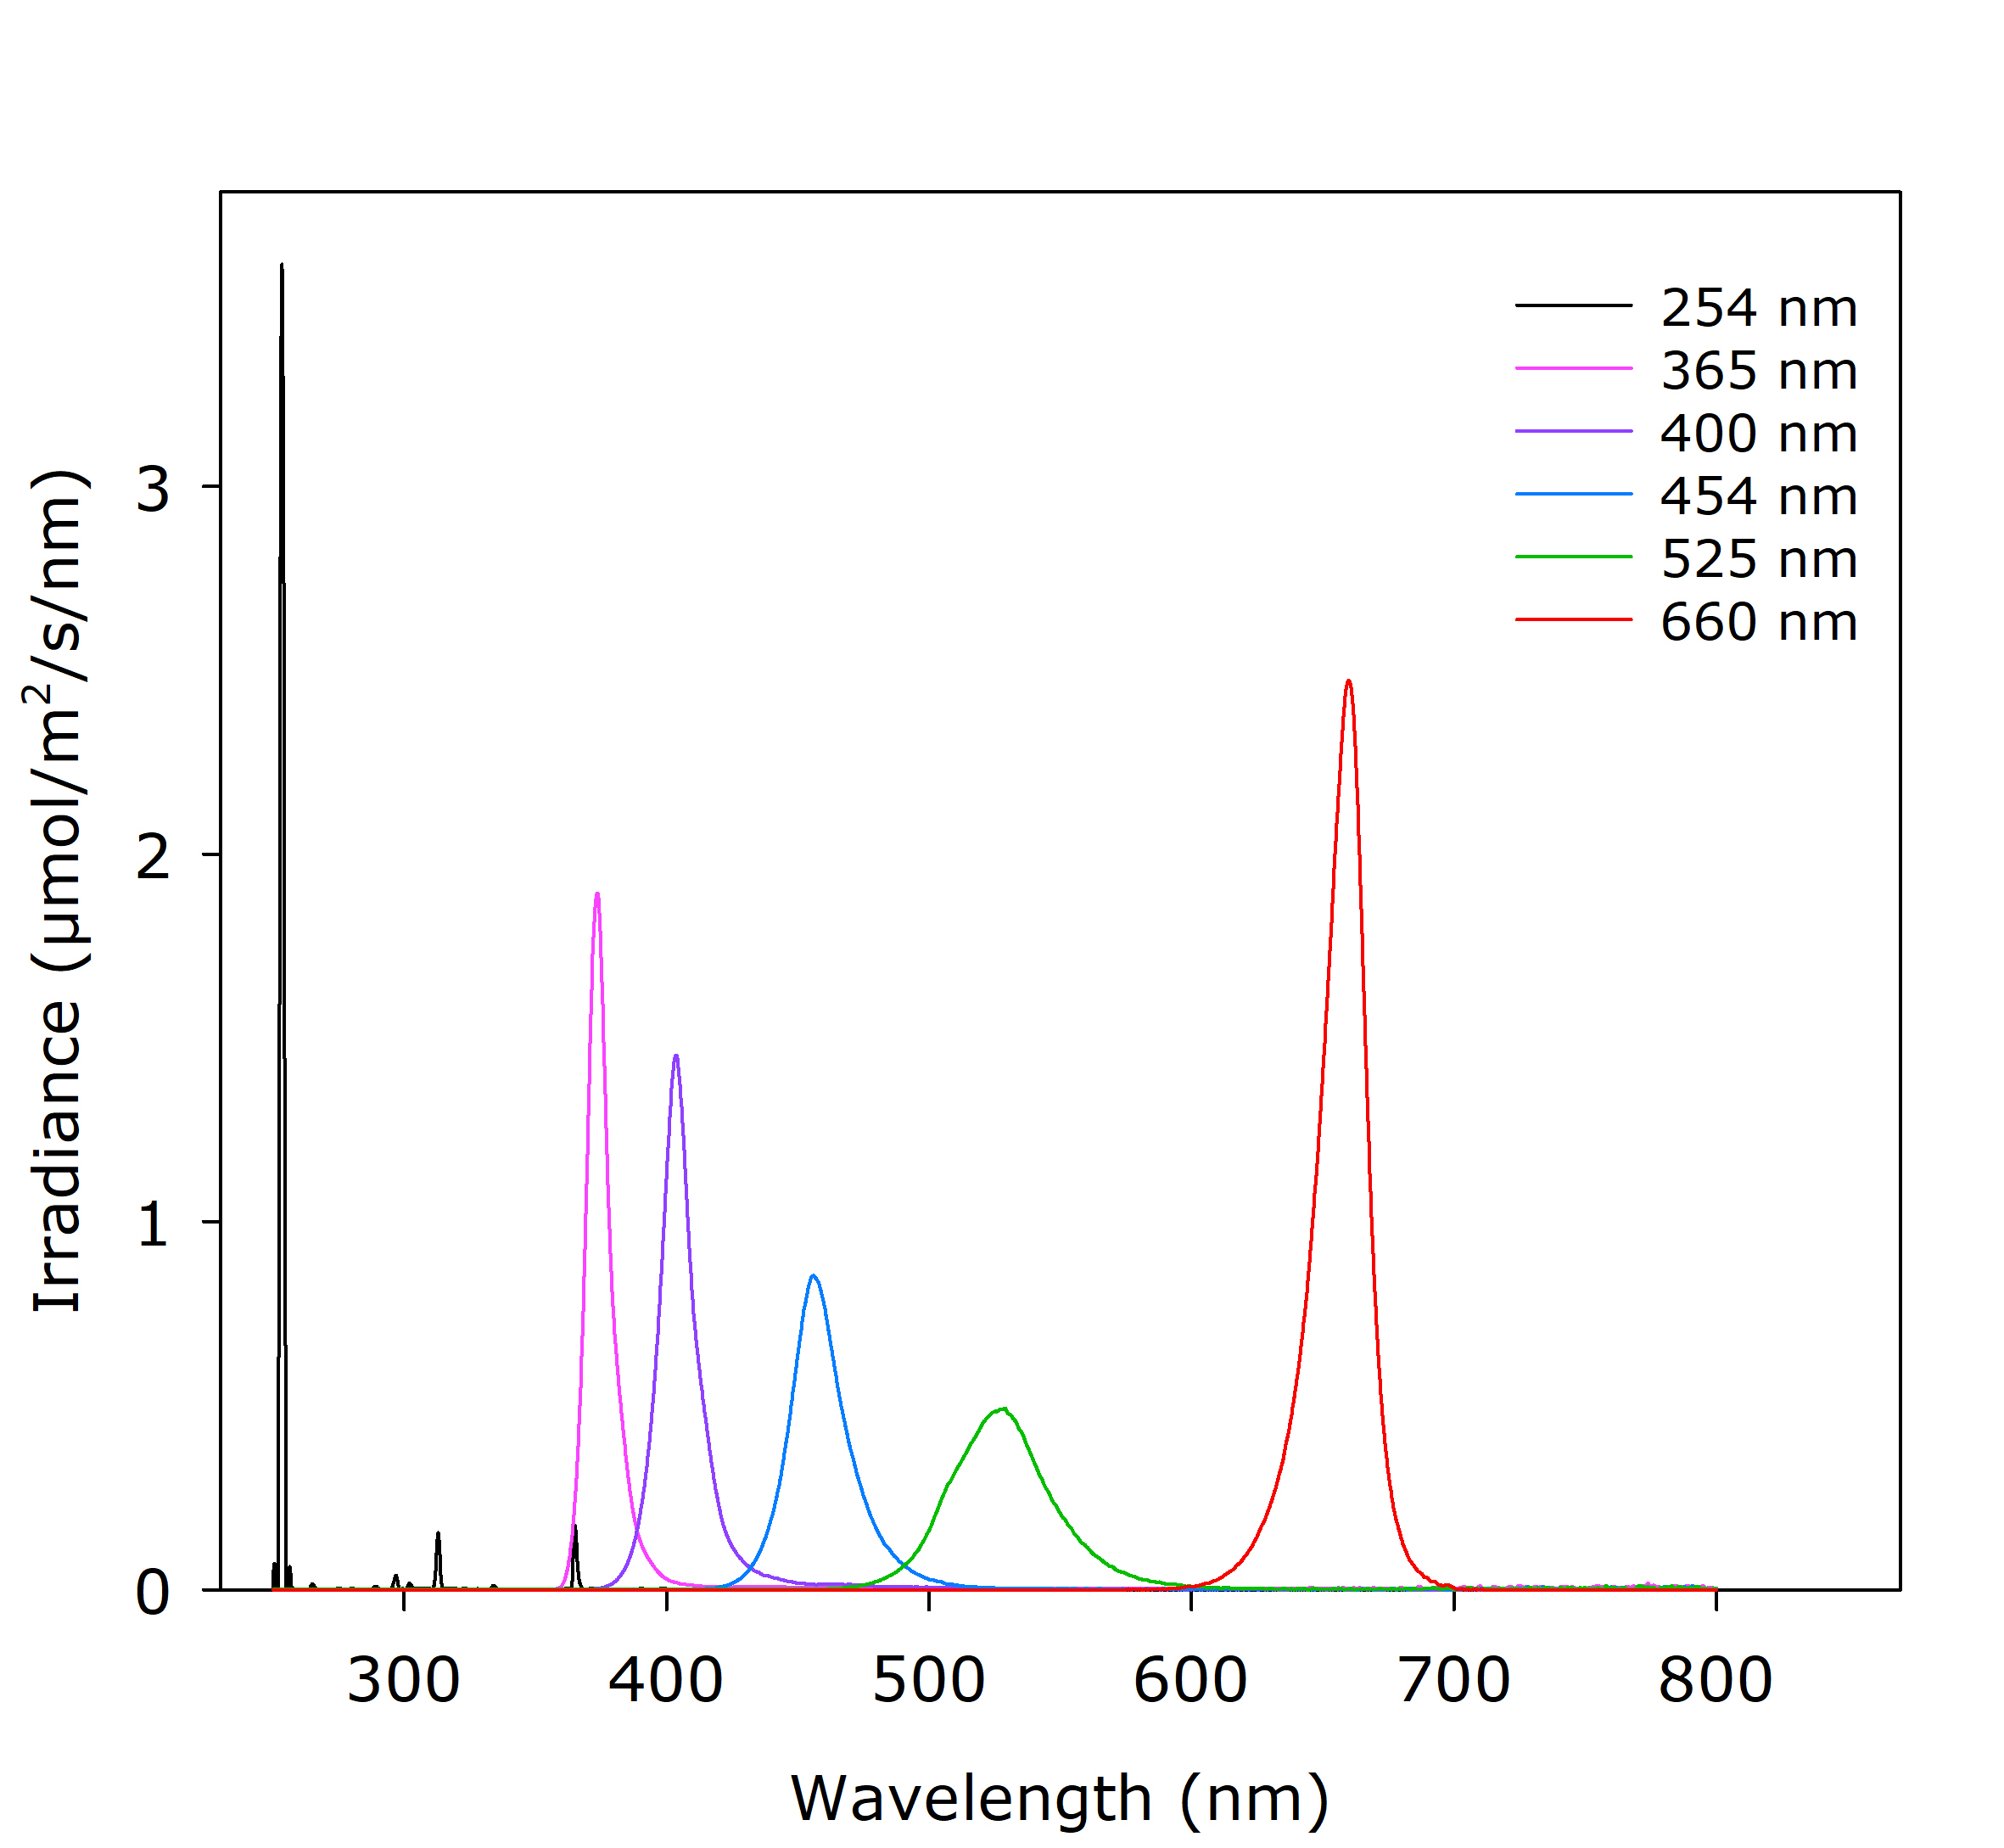 254 nm
365 nm
400 nm
454 nm
525 nm
660 nm
Irradiance (µmol/m²/s/nm)
3
2
1
0
300 400 500 600 700 800
Wavelength (nm)